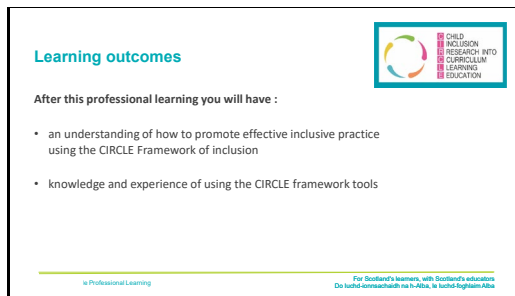 Learning outcomes
C CHILD
I INCLUSION
R RESEARCH INTO
C CURRICULUM
L LEARNING
E EDUCATION
After this professional learning you will have :
• an understanding of how to promote effective inclusive practice
using the CIRCLE Framework of inclusion
• knowledge and experience of using the CIRCLE framework tools
ie Professional Learning
For Scotland's learners, with Scotland's educators
Do luchd-ionnsachaidh na h-Alba, le luchd-foghlaim Alba